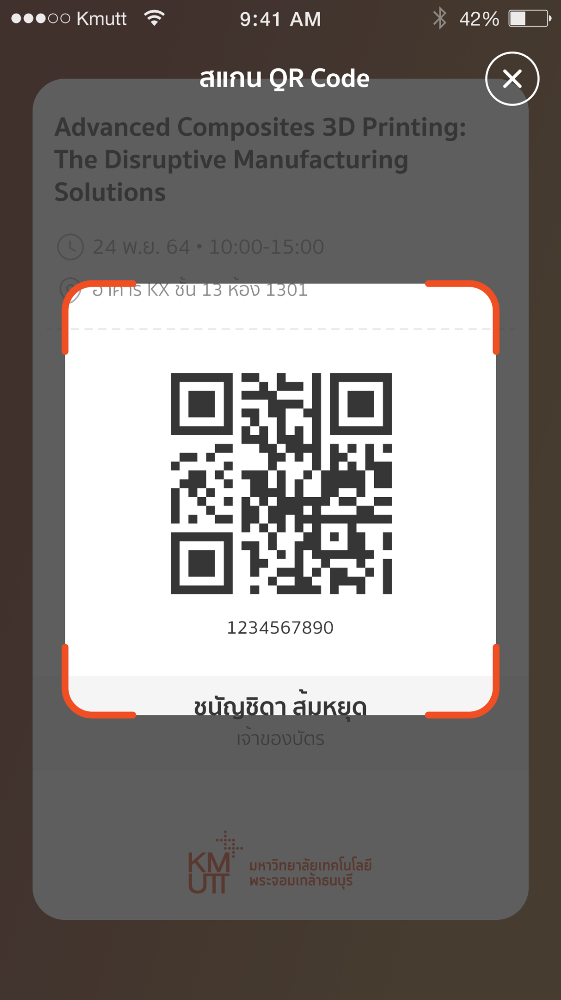 Kmutt
9:41 AM
42%
สแกน QR Code
Advanced Composites 3D Printing:
The Disruptive Manufacturing
Solutions
24 พ.ย. 64 • 10:00-15:00
อาคาร KX ชั้น 13 ห้อง 1301
1234567890
ชนัญชิดา ส้มหยุด
เจ้าของบัตร
KM
UTT
มหาวิทยาลัยเทคโนโลยี
พระจอมเกล้าธนบุรี